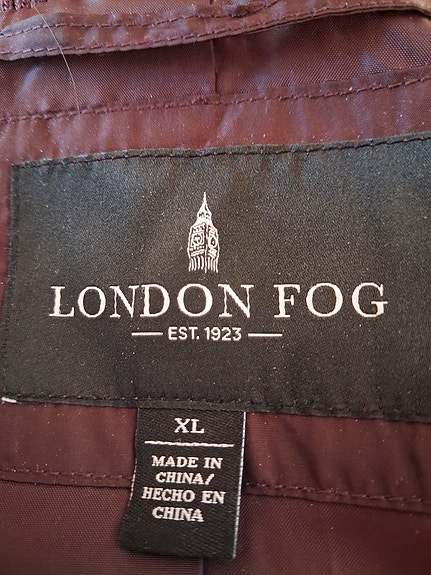 LONDON FOG
EST. 1923
XL
MADE IN
CHINA/
HECHO EN
CHINA